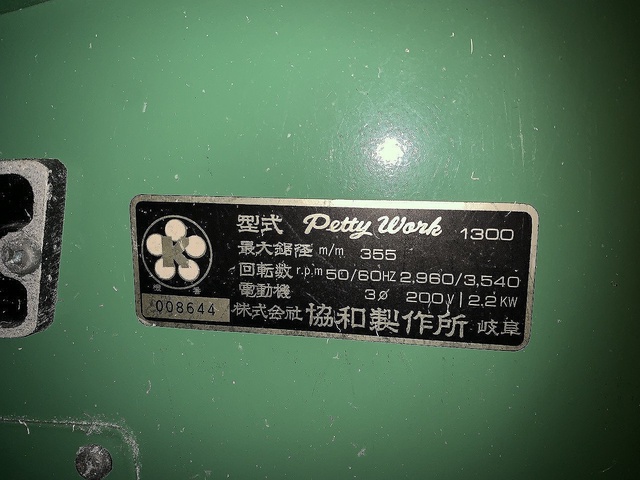 型式 Petty Work 1300
最大鋸径 m/m 355
回転数 r.p.m 50/60HZ 2,960/3,540
電動機 3ø 200V 2.2KW
K
008644
株式会社 協和製作所 岐阜